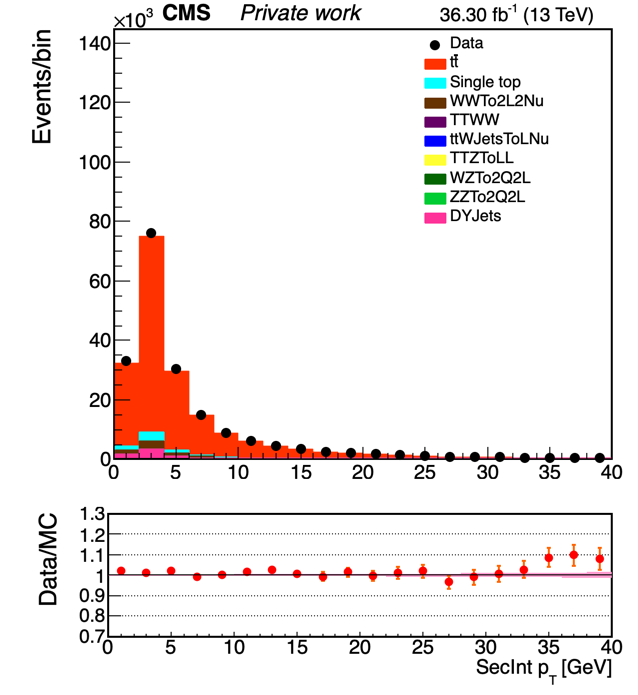 ×10³ CMS Private work 36.30 fb⁻¹ (13 TeV)
Events/bin
140
120
100
80
60
40
20
0
Data
tt̄
Single top
WWTo2L2Nu
TTWW
ttWJetsToLNu
TTZToLL
WZTo2Q2L
ZZTo2Q2L
DYJets
0 5 10 15 20 25 30 35 40
Data/MC
1.3
1.2
1.1
1
0.9
0.8
0.7
0 5 10 15 20 25 30 35 40
SecInt p_T [GeV]